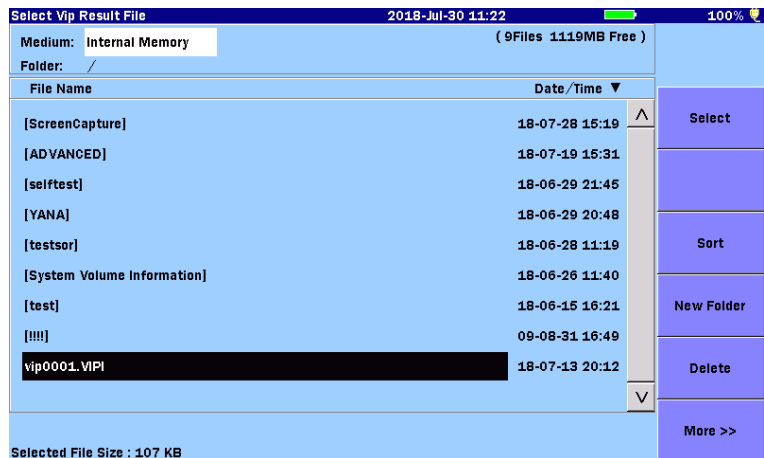 Select Vip Result File 2018-Jul-30 11:22 100%
Medium: Internal Memory ( 9Files 1119MB Free )
Folder: /
File Name Date/Time ▼
[ScreenCapture] 18-07-28 15:19
[ADVANCED] 18-07-19 15:31
[selftest] 18-06-29 21:45
[YANA] 18-06-29 20:48
[testsor] 18-06-28 11:19
[System Volume Information] 18-06-26 11:40
[test] 18-06-15 16:21
[!!!!] 09-08-31 16:49
vip0001.VIPI 18-07-13 20:12
Selected File Size : 107 KB
Select
Sort
New Folder
Delete
More >>